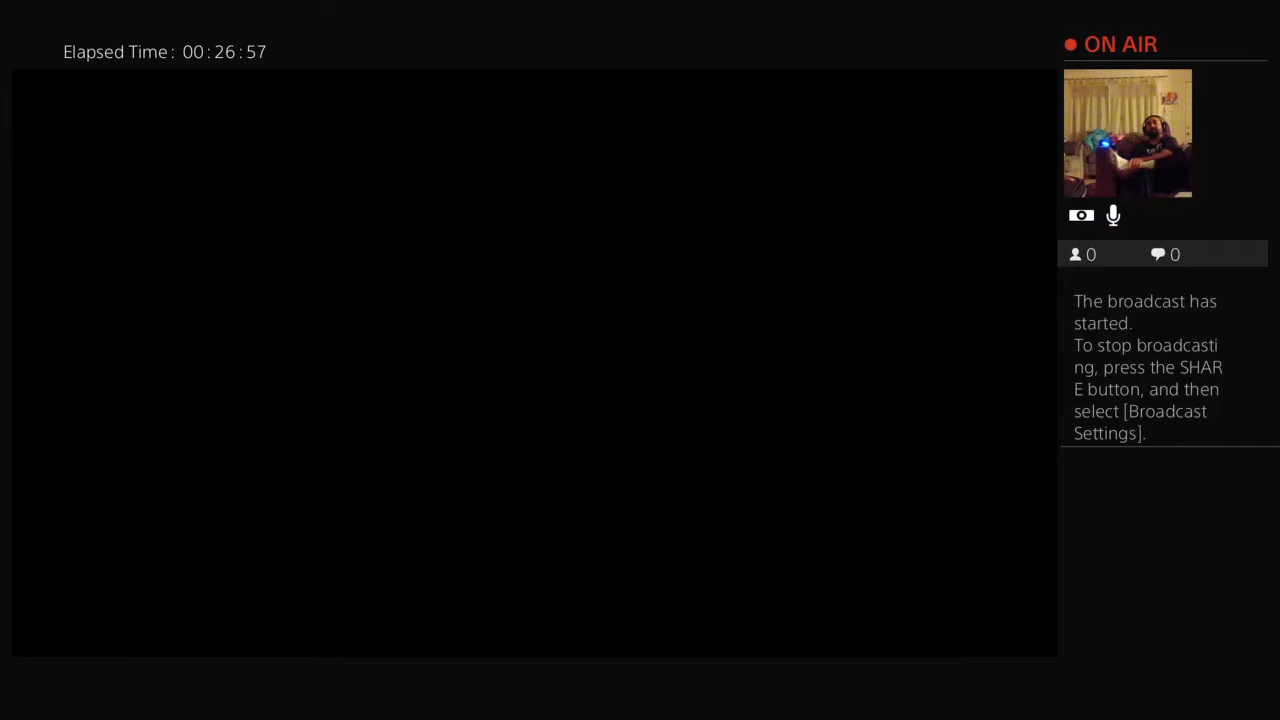 Elapsed Time: 00:26:57
ON AIR
0 0
The broadcast has
started.
To stop broadcasti
ng, press the SHAR
E button, and then
select [Broadcast
Settings].